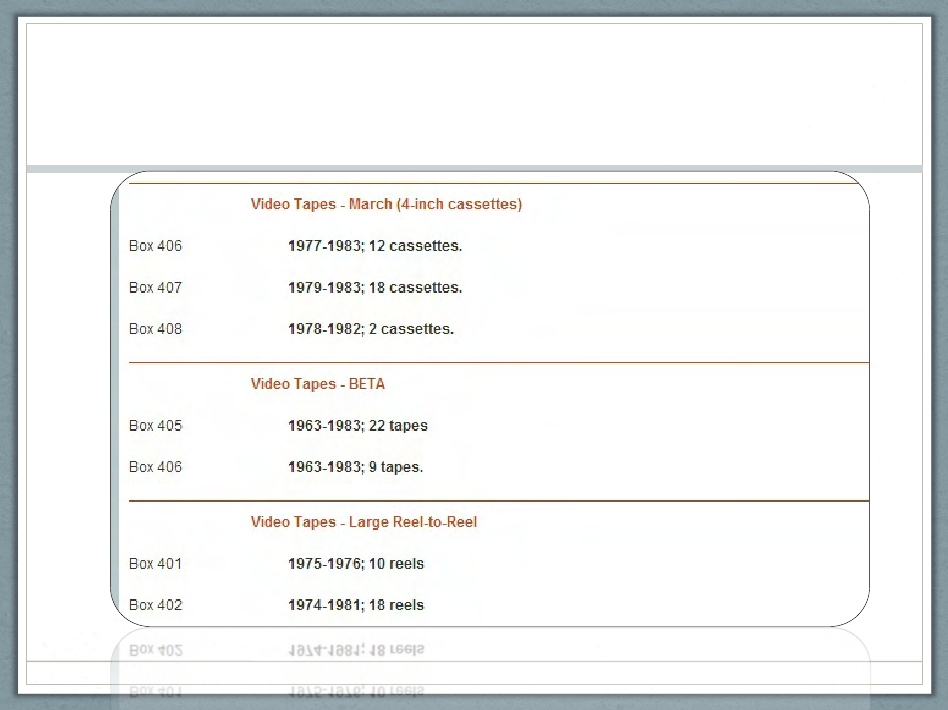 Video Tapes - March (4-inch cassettes)
Box 406 1977-1983; 12 cassettes.
Box 407 1979-1983; 18 cassettes.
Box 408 1978-1982; 2 cassettes.
Video Tapes - BETA
Box 405 1963-1983; 22 tapes
Box 406 1963-1983; 9 tapes.
Video Tapes - Large Reel-to-Reel
Box 401 1975-1976; 10 reels
Box 402 1974-1981; 18 reels